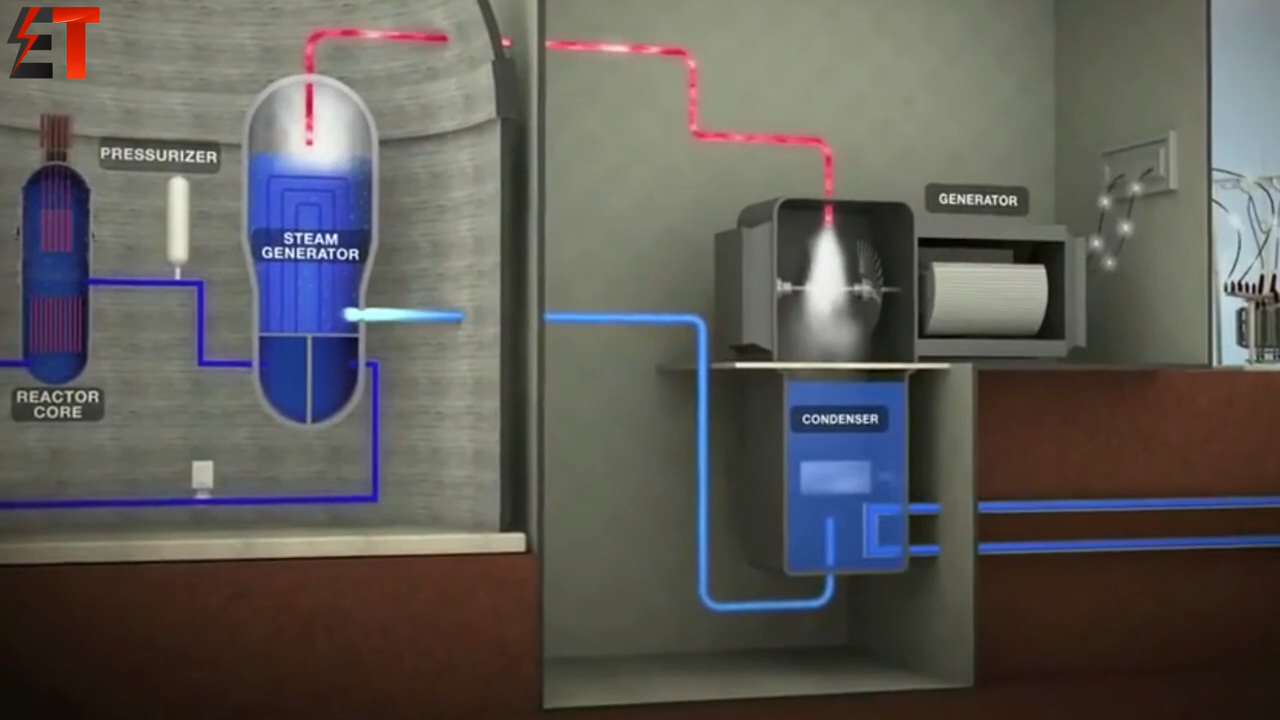 ET
PRESSURIZER
STEAM
GENERATOR
GENERATOR
REACTOR
CORE
CONDENSER